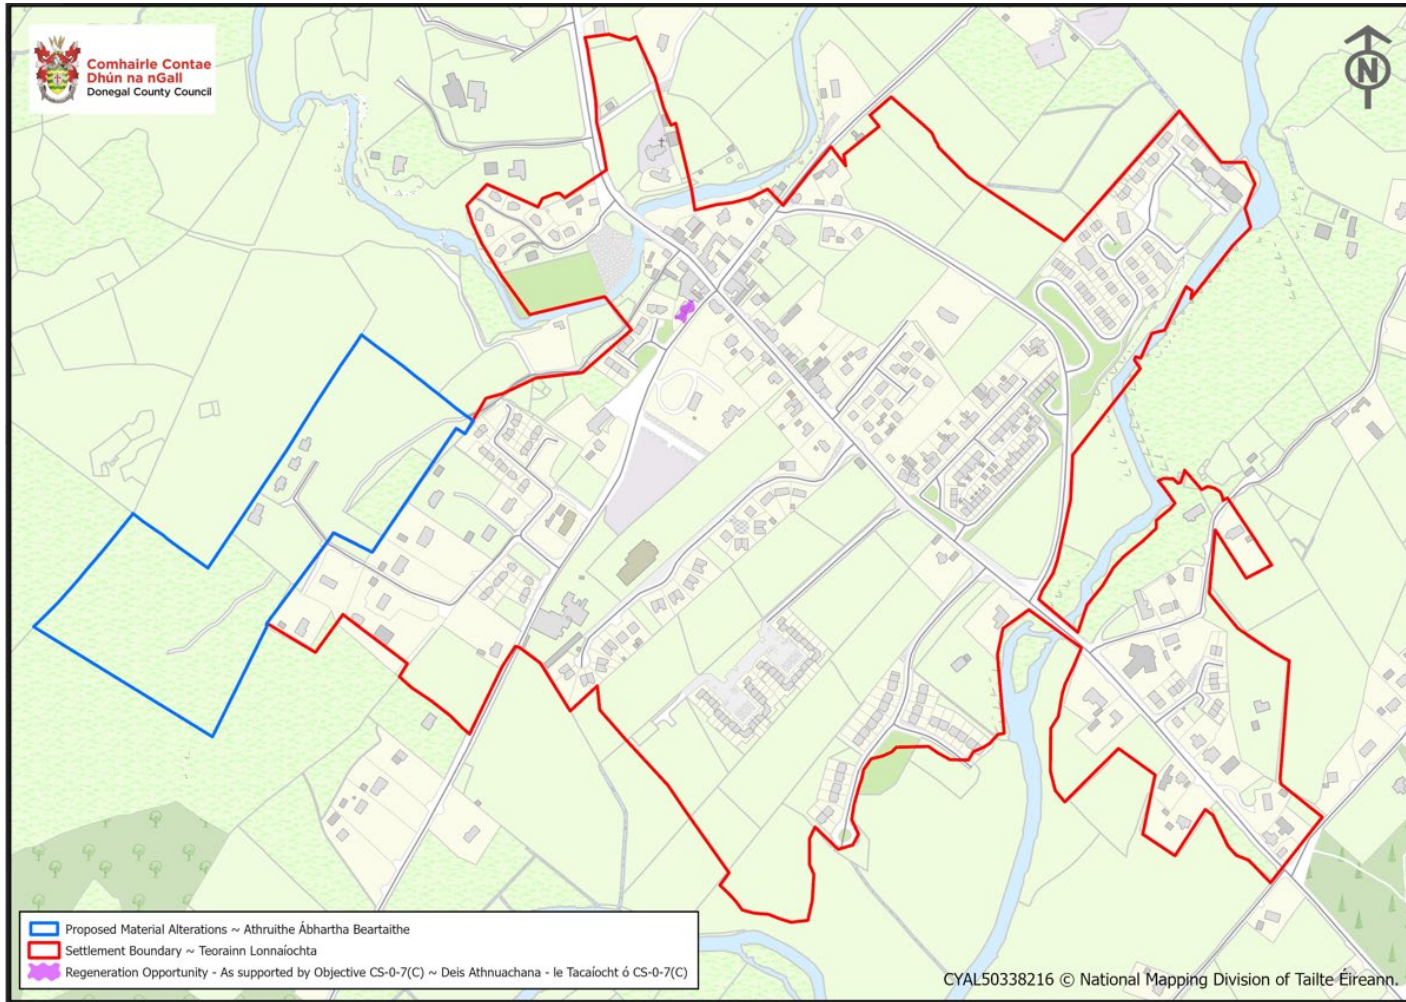 Comhairle Contae
Dhún na nGall
Donegal County Council
N
Proposed Material Alterations ~ Athruithe Ábhartha Beartaithe
Settlement Boundary ~ Teorainn Lonnaíochta
Regeneration Opportunity - As supported by Objective CS-0-7(C) ~ Deis Athnuachana - le Tacaíocht ó CS-0-7(C)
CYAL50338216 © National Mapping Division of Tailte Éireann.